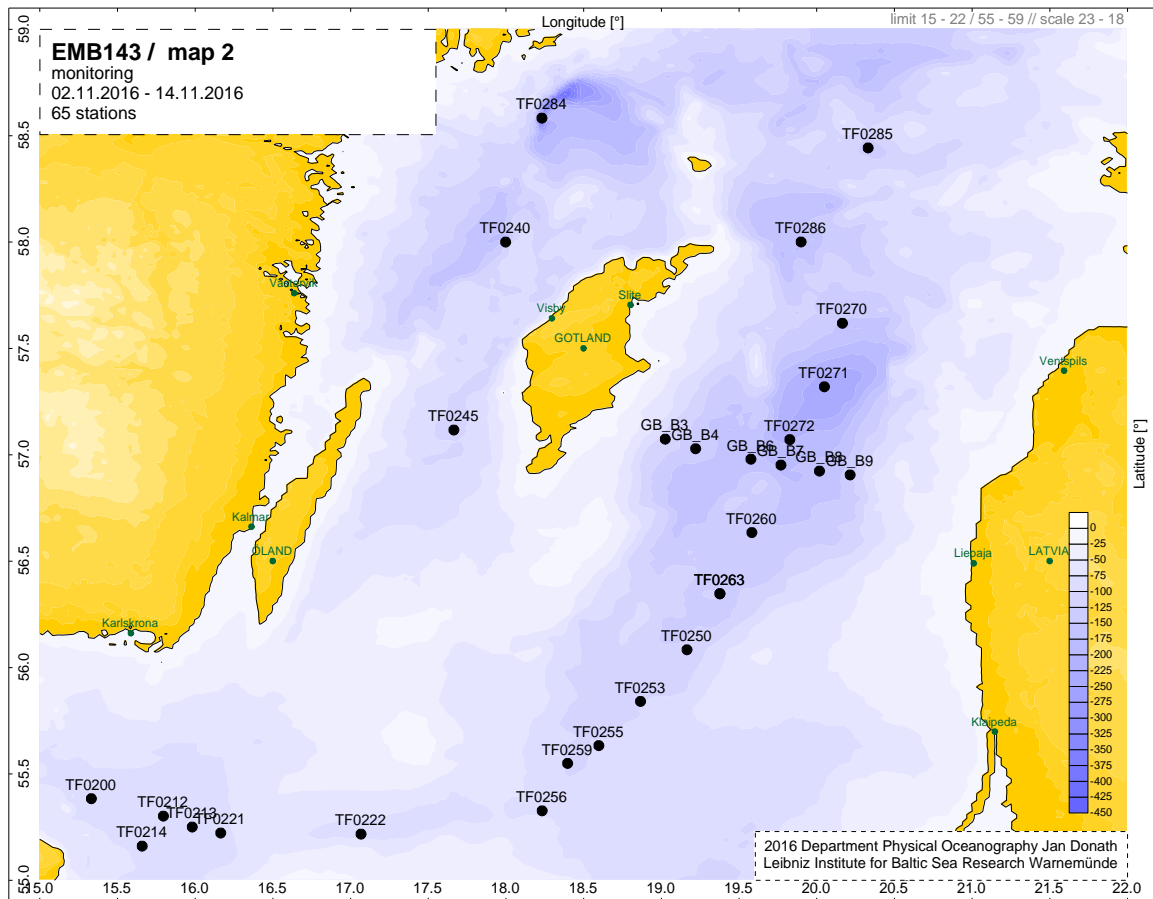 limit 15 - 22 / 55 - 59 // scale 23 - 18
Longitude [°]
EMB143 / map 2
monitoring
02.11.2016 - 14.11.2016
65 stations
59.0
58.5
58.0
57.5
57.0
56.5
56.0
55.5
55.0
TF0284
TF0285
TF0240
TF0286
Västervik
Visby
Slite
GOTLAND
TF0270
TF0271
Ventspils
TF0245
GB_B3
GB_B4
TF0272
GB_B6
GB_B7
GB_B8
GB_B9
Latitude [°]
Kalmar
ÖLAND
TF0260
Liepaja
LATVIA
TF0263
Karlskrona
TF0250
TF0253
TF0255
TF0259
TF0256
Klaipeda
TF0200
TF0212
TF0213
TF0214
TF0221
TF0222
0
-25
-50
-75
-100
-125
-150
-175
-200
-225
-250
-275
-300
-325
-350
-375
-400
-425
-450
2016 Department Physical Oceanography Jan Donath
Leibniz Institute for Baltic Sea Research Warnemünde
15.0 15.5 16.0 16.5 17.0 17.5 18.0 18.5 19.0 19.5 20.0 20.5 21.0 21.5 22.0